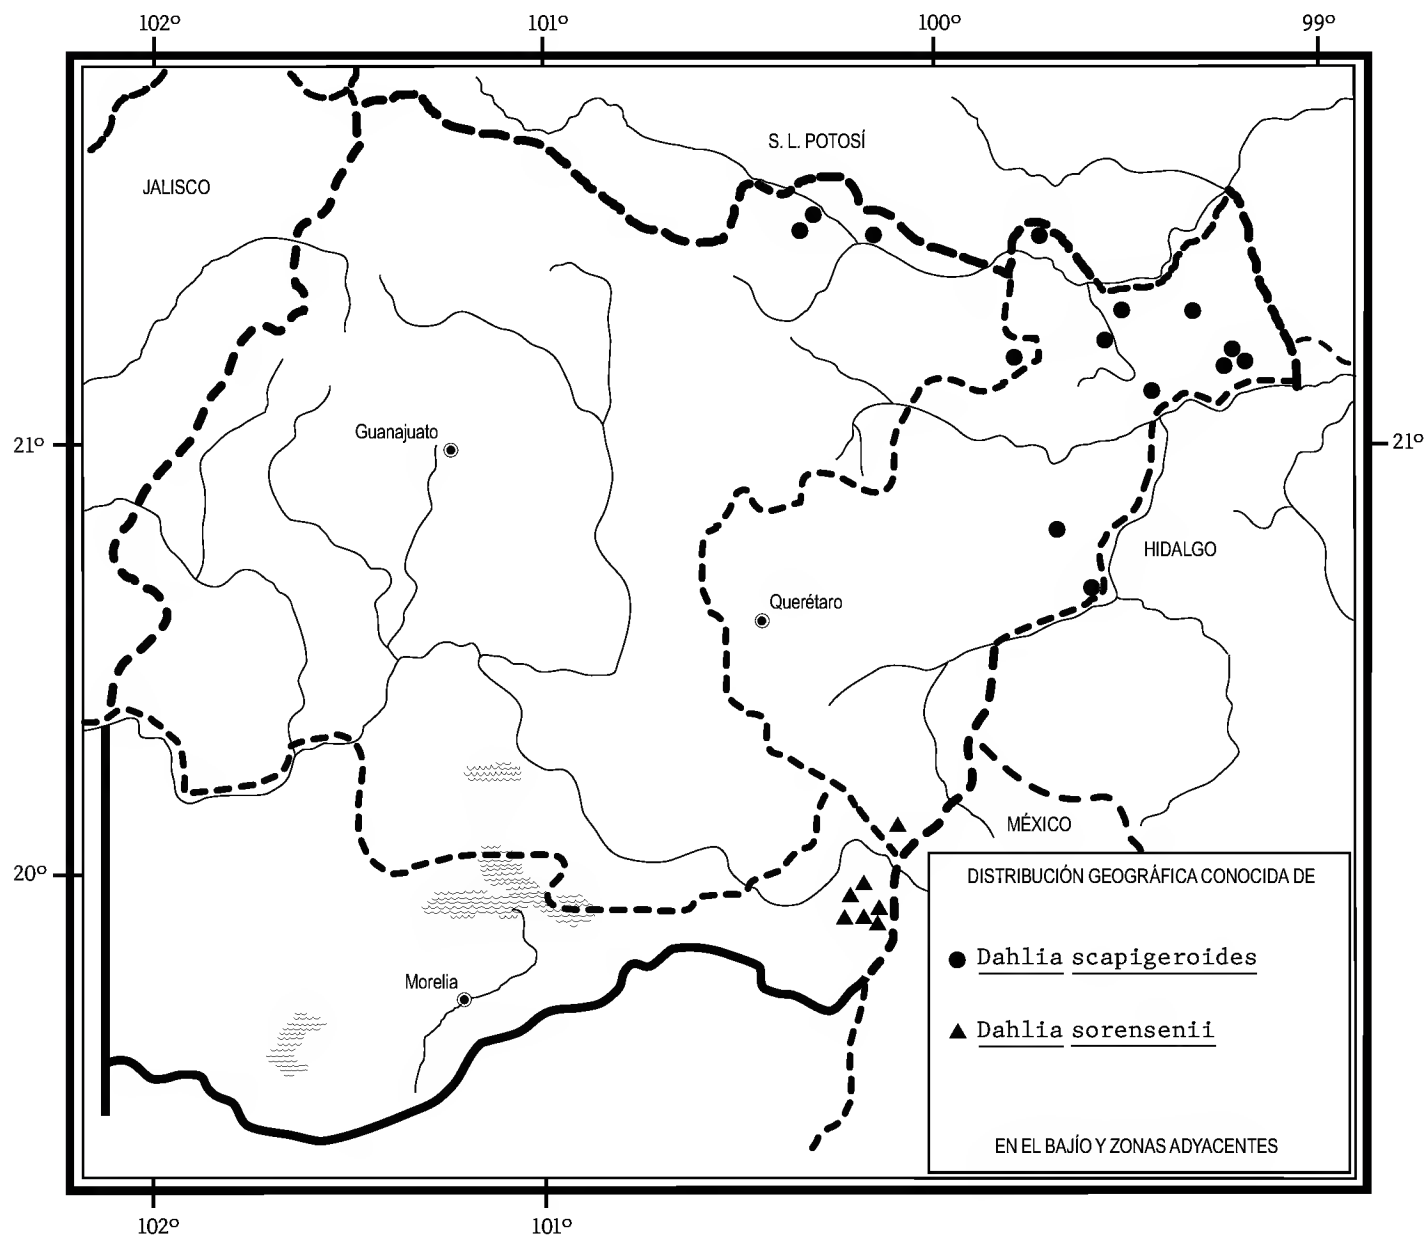 102º 101º 100º 99º
S. L. POTOSÍ
JALISCO
Guanajuato
21º 21º
HIDALGO
Querétaro
MÉXICO
20º
DISTRIBUCIÓN GEOGRÁFICA CONOCIDA DE
Dahlia scapigeroides
Morelia
Dahlia sorensenii
EN EL BAJÍO Y ZONAS ADYACENTES
102º 101º